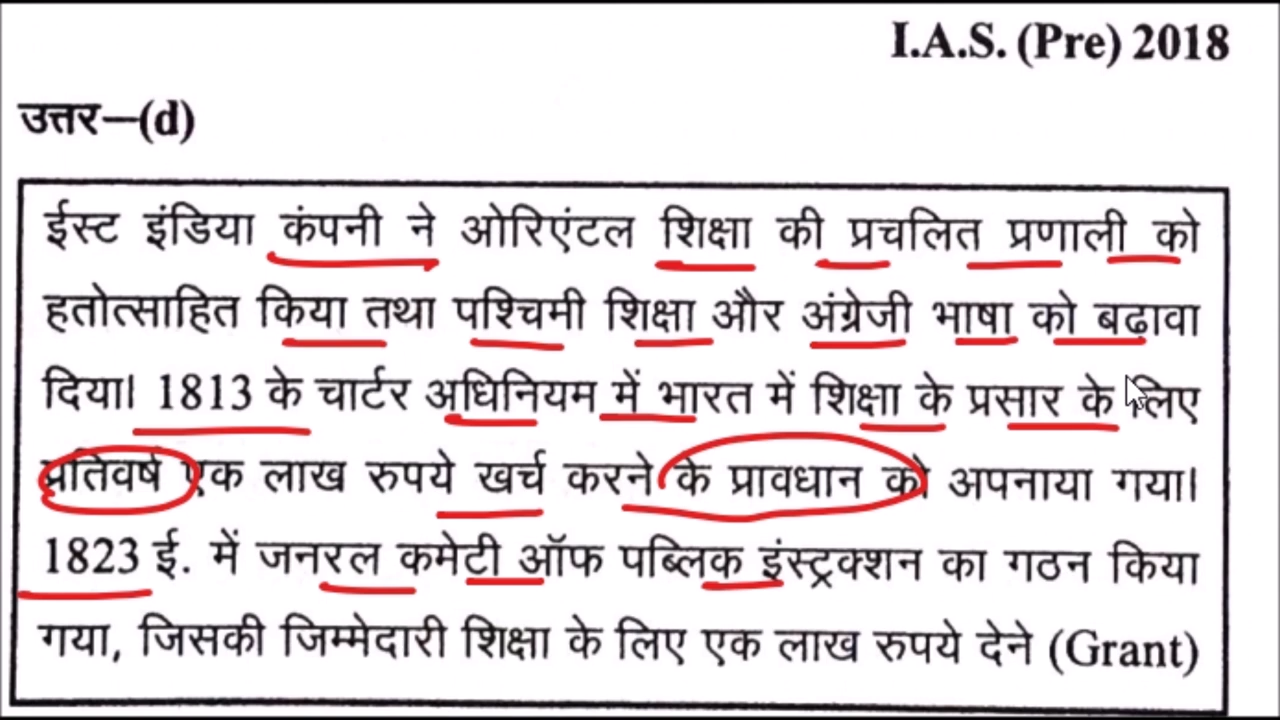 I.A.S. (Pre) 2018
उत्तर—(d)
ईस्ट इंडिया कंपनी ने ओरिएंटल शिक्षा की प्रचलित प्रणाली को
हतोत्साहित किया तथा पश्चिमी शिक्षा और अंग्रेजी भाषा को बढ़ावा
दिया। 1813 के चार्टर अधिनियम में भारत में शिक्षा के प्रसार के लिए
प्रतिवर्ष एक लाख रुपये खर्च करने के प्रावधान को अपनाया गया।
1823 ई. में जनरल कमेटी ऑफ पब्लिक इंस्ट्रक्शन का गठन किया
गया, जिसकी जिम्मेदारी शिक्षा के लिए एक लाख रुपये देने (Grant)